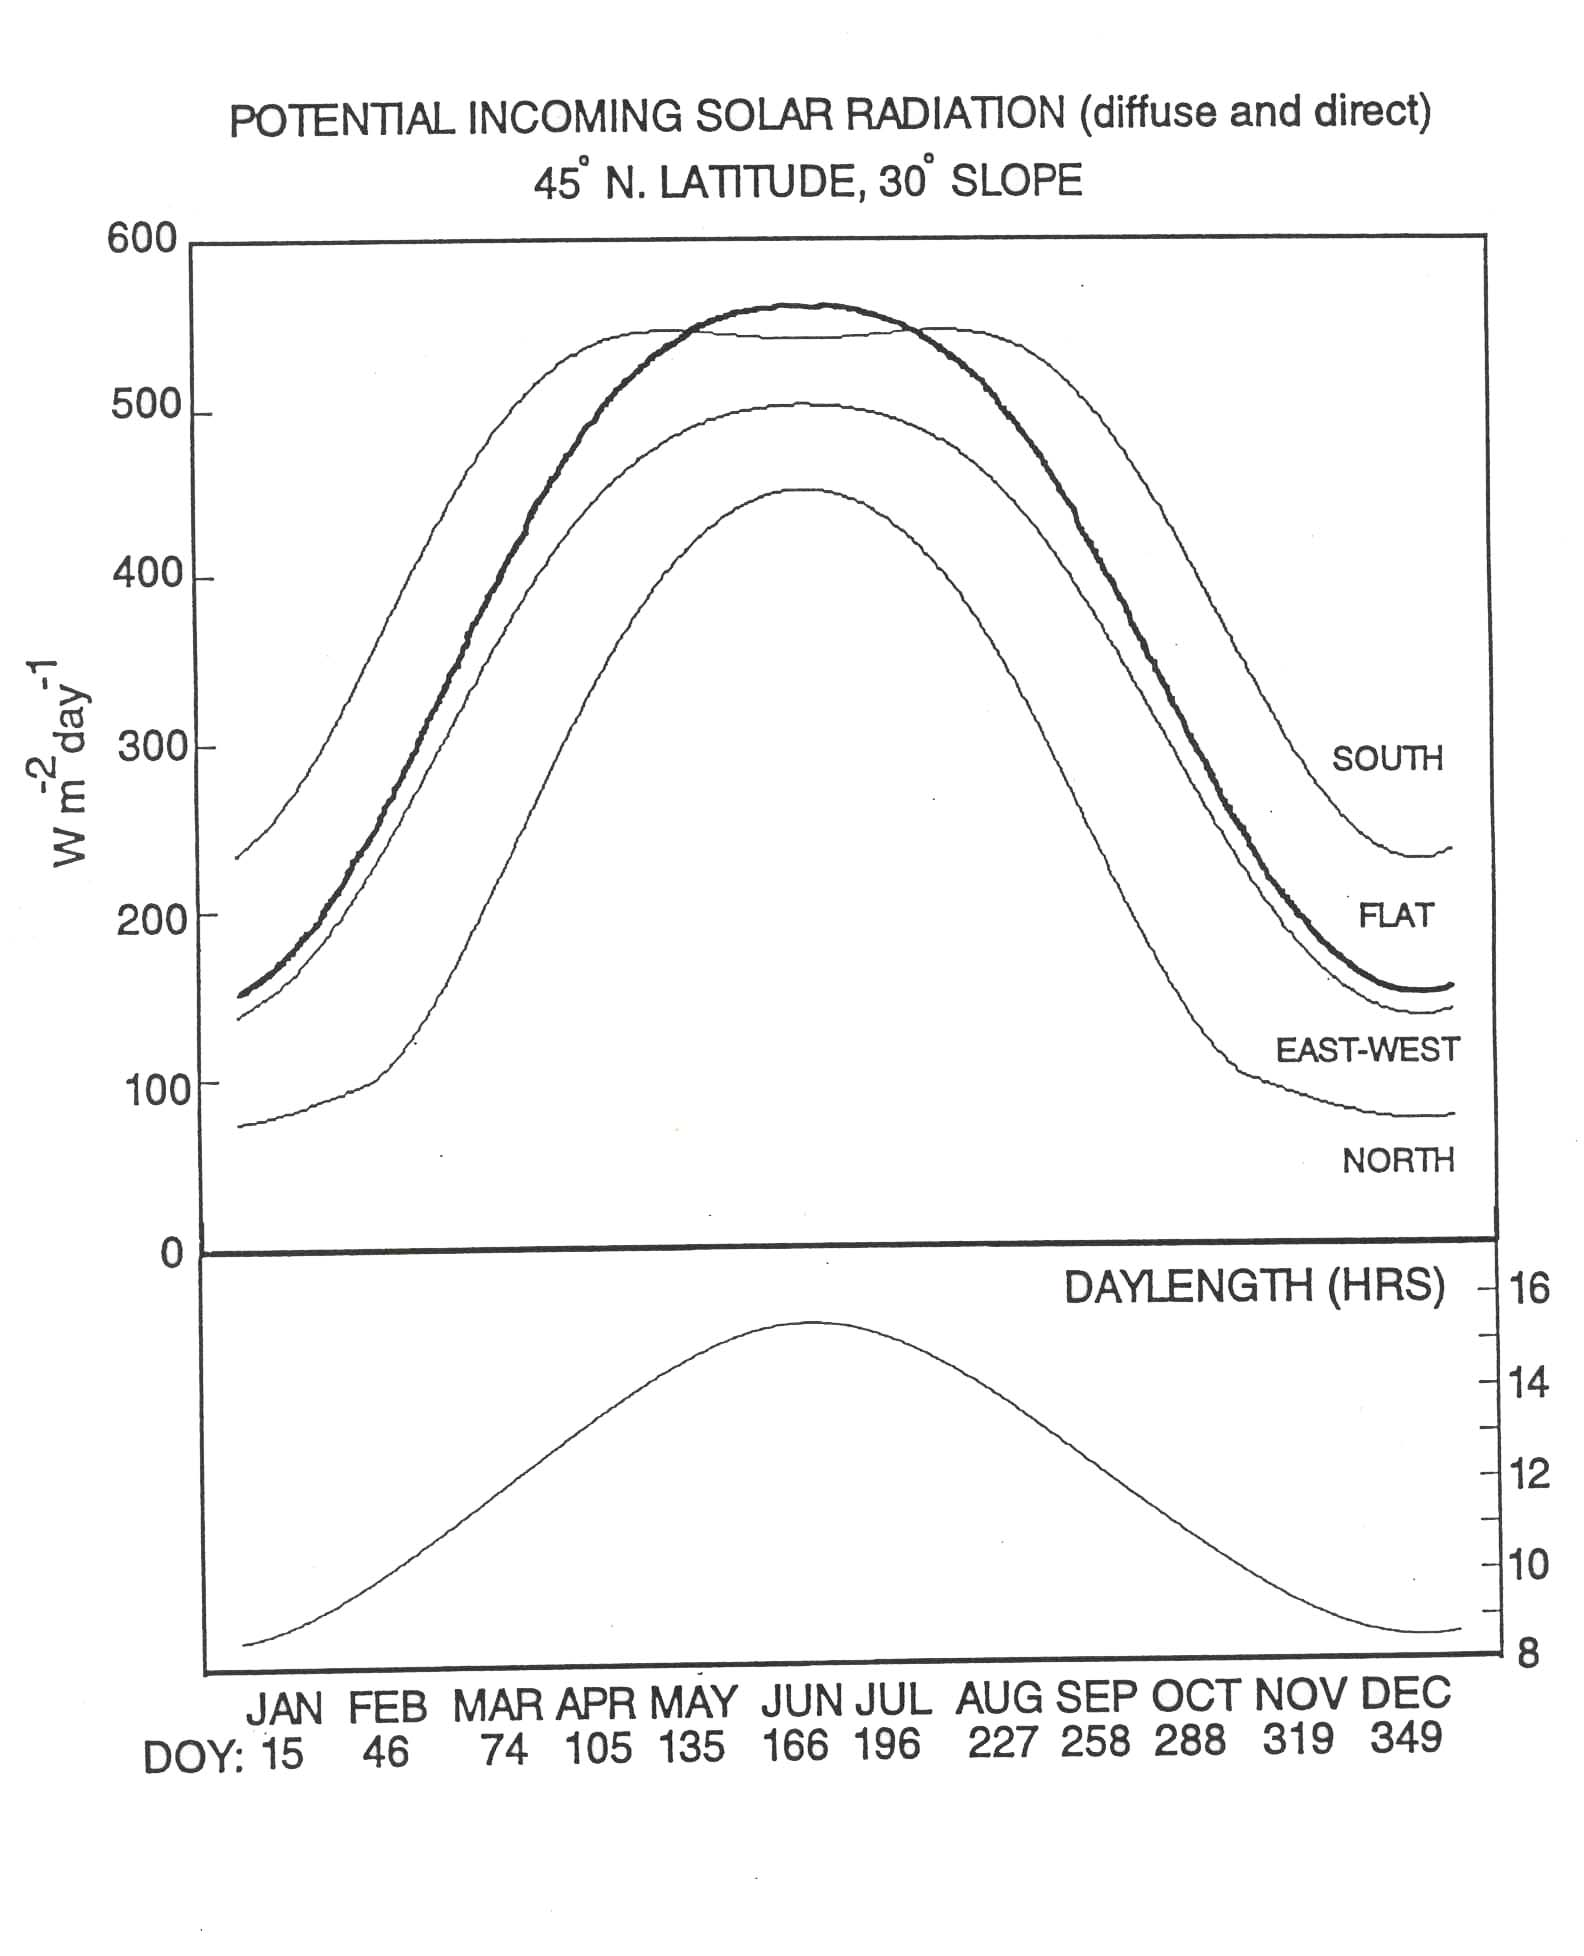 POTENTIAL INCOMING SOLAR RADIATION (diffuse and direct)
45° N. LATITUDE, 30° SLOPE
600
500
400
300
200
100
0
W m⁻² day⁻¹
SOUTH
FLAT
EAST-WEST
NORTH
DAYLENGTH (HRS)
16
14
12
10
8
JAN FEB MAR APR MAY JUN JUL AUG SEP OCT NOV DEC
DOY: 15 46 74 105 135 166 196 227 258 288 319 349